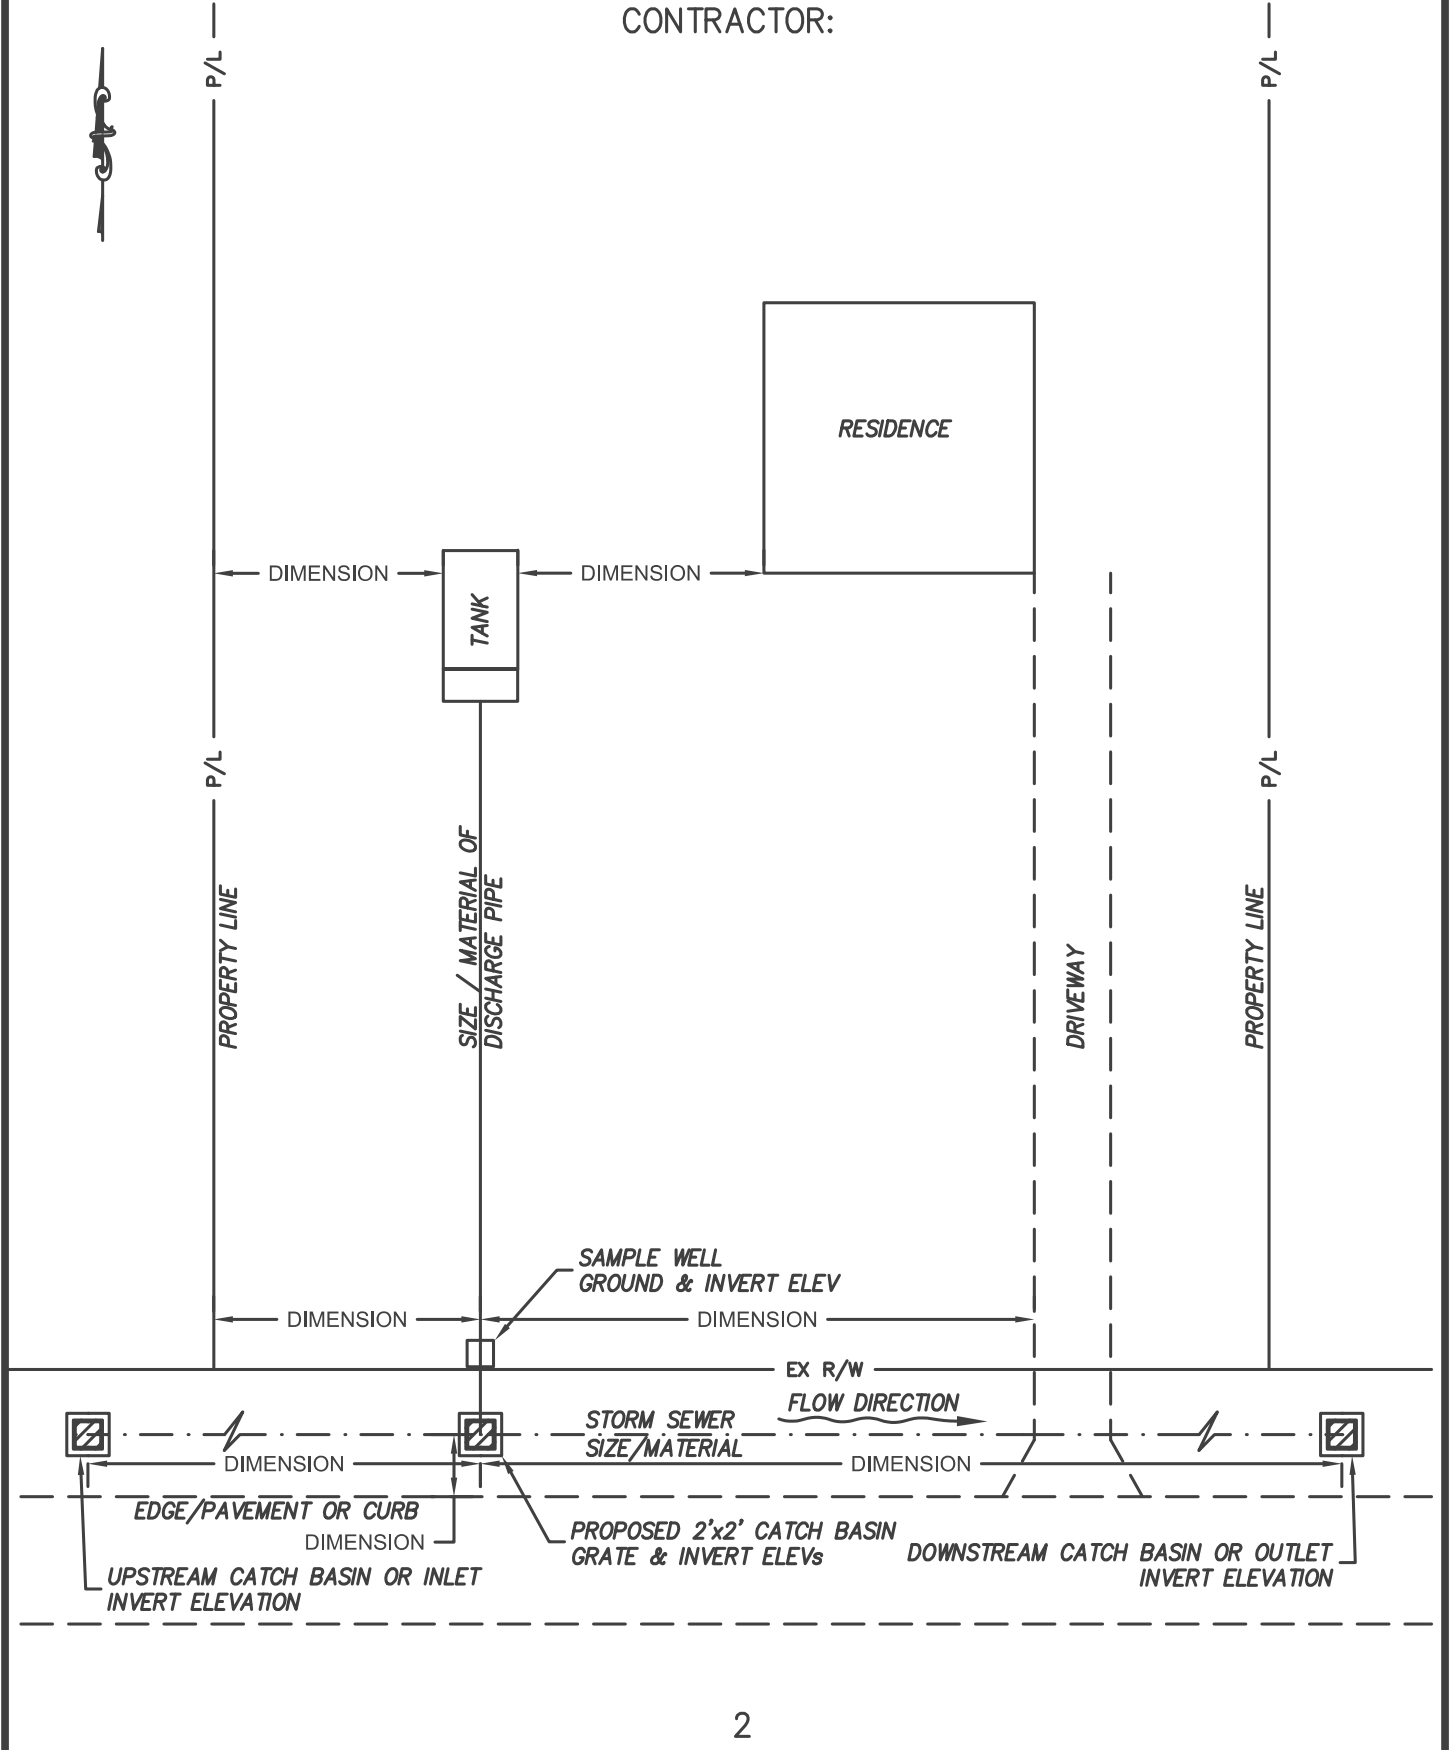 CONTRACTOR:
P/L
P/L
RESIDENCE
DIMENSION
DIMENSION
TANK
P/L
P/L
PROPERTY LINE
SIZE / MATERIAL OF
DISCHARGE PIPE
DRIVEWAY
PROPERTY LINE
SAMPLE WELL
GROUND & INVERT ELEV
DIMENSION
DIMENSION
EX R/W
FLOW DIRECTION
STORM SEWER
SIZE/MATERIAL
DIMENSION
DIMENSION
EDGE/PAVEMENT OR CURB
DIMENSION
PROPOSED 2'x2' CATCH BASIN
GRATE & INVERT ELEVs
DOWNSTREAM CATCH BASIN OR OUTLET
INVERT ELEVATION
UPSTREAM CATCH BASIN OR INLET
INVERT ELEVATION
2